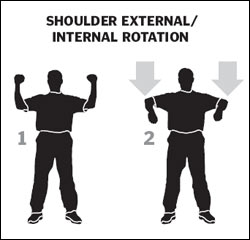 SHOULDER EXTERNAL/
INTERNAL ROTATION
1 2